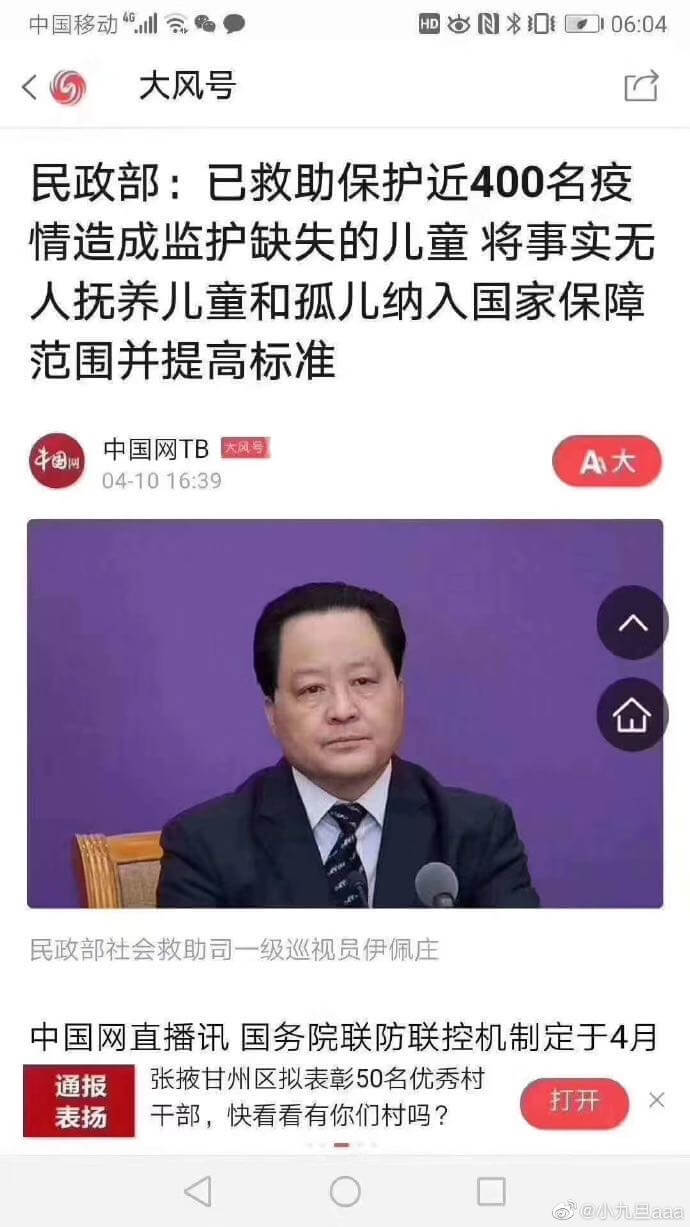 中国移动 4G HD 06:04
大风号
民政部：已救助保护近400名疫
情造成监护缺失的儿童 将事实无
人抚养儿童和孤儿纳入国家保障
范围并提高标准
中国网
中国网TB 大风号
04-10 16:39
A 大
民政部社会救助司一级巡视员伊佩庄
中国网直播讯 国务院联防联控机制定于4月
通报
表扬
张掖甘州区拟表彰50名优秀村
干部，快看看有你们村吗？
打开
@小九旦aaa